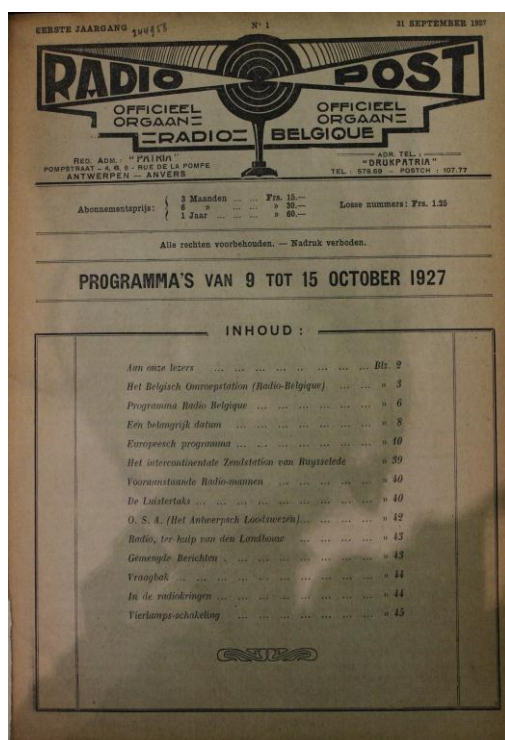 EERSTE JAARGANG 244958 N° 1 21 SEPTEMBER 1927
RADIO POST
OFFICIEEL ORGAAN OFFICIEEL ORGAAN
RADIO BELGIQUE
RED. ADM.: "PATRIA" ADR. TEL.:
POMPSTRAAT - 4, 6, 8 - RUE DE LA POMPE "DRUKPATRIA"
ANTWERPEN — ANVERS TEL.: 578.69 - POSTCH: 107.77
Abonnementsprijs: 3 Maanden ... ... Frs. 15.— Losse nummers: Frs. 1.25
6 » ... ... » 30.—
1 Jaar ... ... » 60.—
Alle rechten voorbehouden. — Nadruk verboden.
PROGRAMMA'S VAN 9 TOT 15 OCTOBER 1927
INHOUD :
Aan onze lezers ... ... ... ... ... ... ... Blz. 2
Het Belgisch Omroepstation (Radio-Belgique) ... ... » 3
Programma Radio Belgique ... ... ... ... ... » 6
Een belangrijk datum ... ... ... ... ... » 8
Europeesch programma ... ... ... ... ... » 10
Het intercontinentale Zendstation van Ruysselede » 39
Vooraanstaande Radio-mannen ... ... ... ... » 40
De Luistertaks ... ... ... ... ... ... » 40
O. S. A. (Het Antwerpsch Loodswezen)... ... ... ... » 42
Radio, ter hulp van den Landbouw ... ... ... » 43
Gemengde Berichten . ... ... ... ... ... » 43
Vraagbak ... ... ... ... ... ... ... » 44
In de radiokringen ... ... ... ... ... ... » 44
Vierlamps-schakeling ... ... ... ... ... » 45